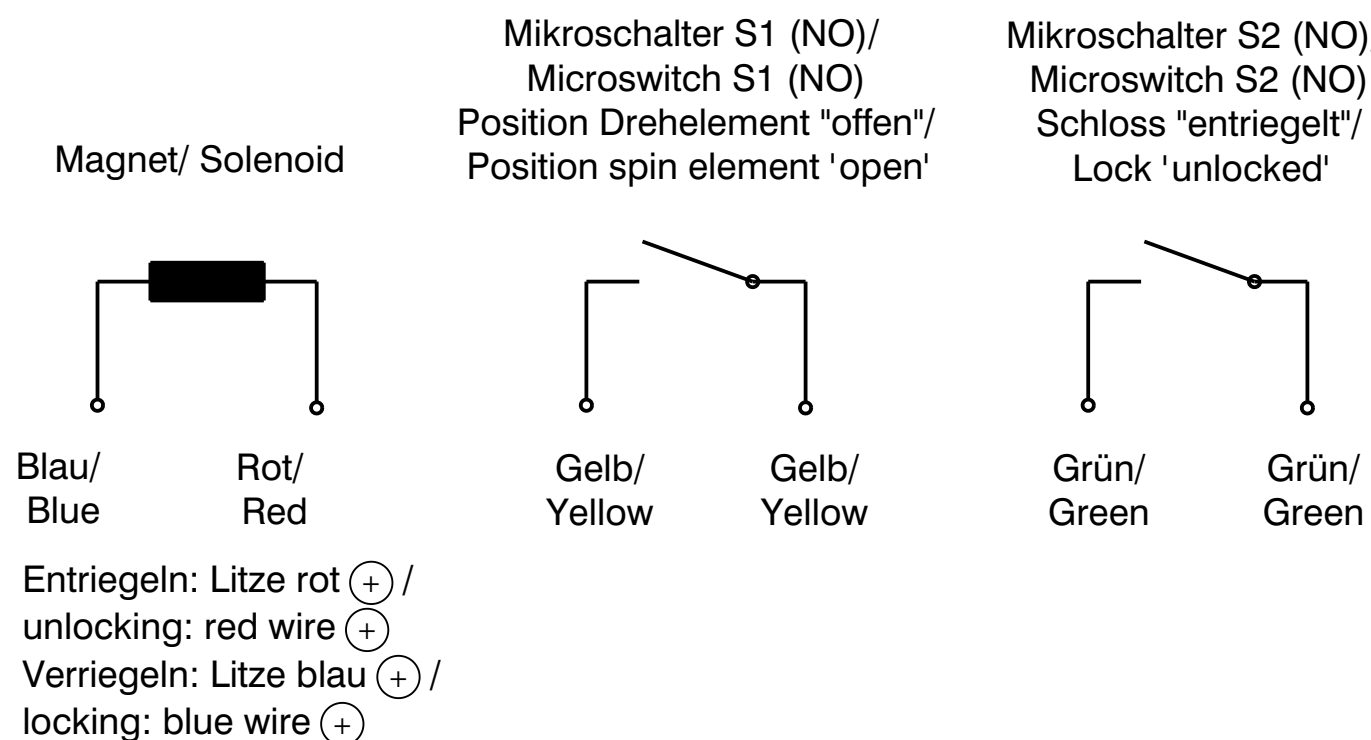 Magnet/ Solenoid
Mikroschalter S1 (NO)/
Microswitch S1 (NO)
Position Drehelement "offen"/
Position spin element 'open'
Mikroschalter S2 (NO)
Microswitch S2 (NO)
Schloss "entriegelt"/
Lock 'unlocked'
Blau/
Blue
Rot/
Red
Gelb/
Yellow
Gelb/
Yellow
Grün/
Green
Grün/
Green
Entriegeln: Litze rot (+) /
unlocking: red wire (+)
Verriegeln: Litze blau (+) /
locking: blue wire (+)